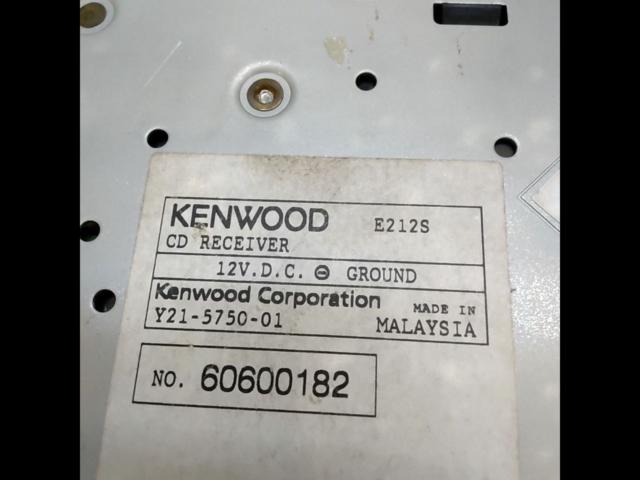 KENWOOD E212S
CD RECEIVER
12V.D.C. ⊖ GROUND
Kenwood Corporation MADE IN
Y21-5750-01 MALAYSIA
NO. 60600182